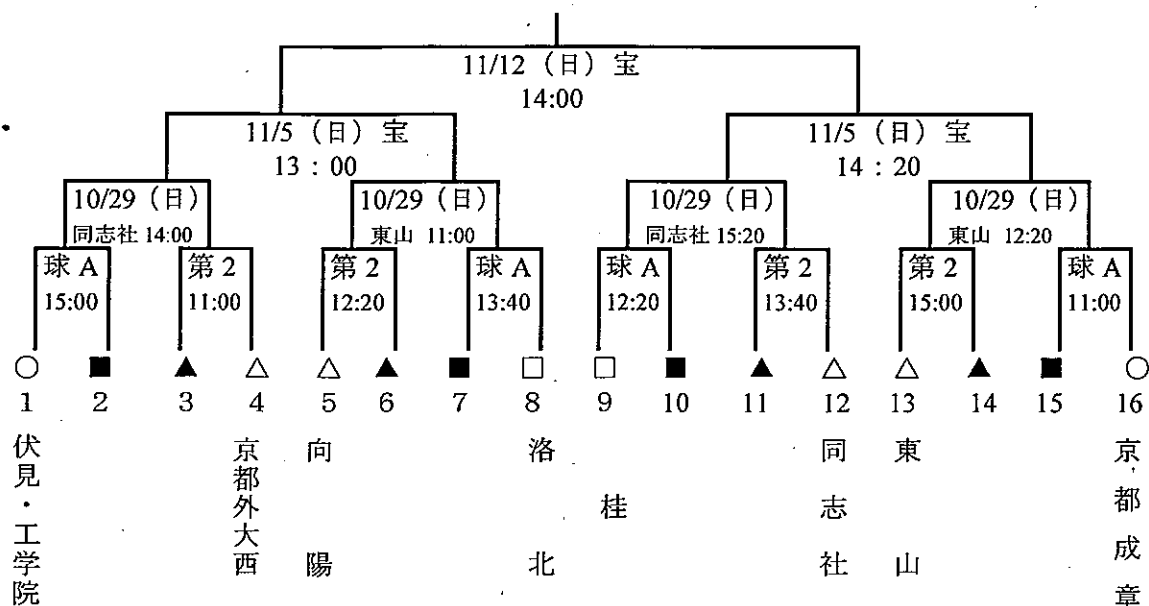 11/12 (日) 宝
14:00
11/5 (日) 宝
13 : 00
11/5 (日) 宝
14 : 20
10/29 (日)
同志社 14:00
10/29 (日)
東山 11:00
10/29 (日)
同志社 15:20
10/29 (日)
東山 12:20
球 A
15:00
第 2
11:00
第 2
12:20
球 A
13:40
球 A
12:20
第 2
13:40
第 2
15:00
球 A
11:00
○ ■ ▲ △ △ ▲ ■ □ □ ■ ▲ △ △ ▲ ■ ○
1 2 3 4 5 6 7 8 9 10 11 12 13 14 15 16
伏見・工学院
京都外大西
向陽
洛北
桂
同志社
東山
京都成章